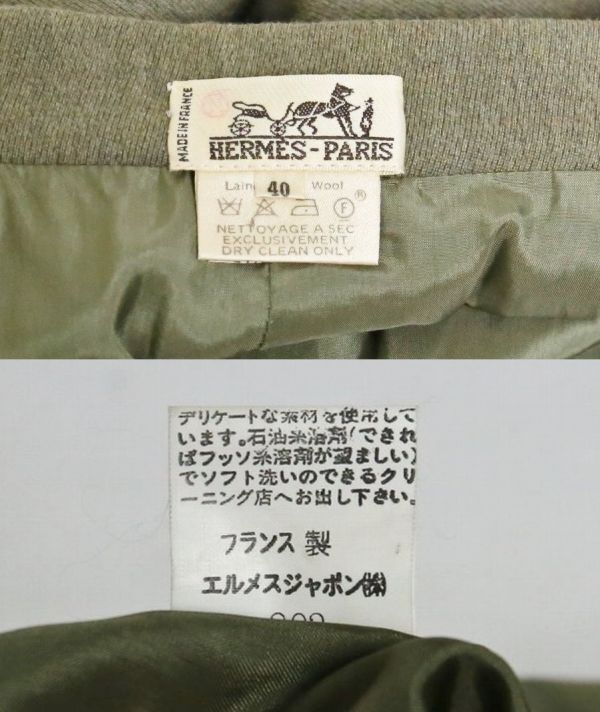 MADE IN FRANCE
HERMÈS-PARIS
Laine 40 Wool
F ®
NETTOYAGE A SEC
EXCLUSIVEMENT
DRY CLEAN ONLY
デリケートな素材を使用して
います。石油系溶剤(できれ
ばフッソ系溶剤が望ましい)
でソフト洗いのできるクリ
ーニング店へお出し下さい。
フランス製
エルメスジャポン㈱